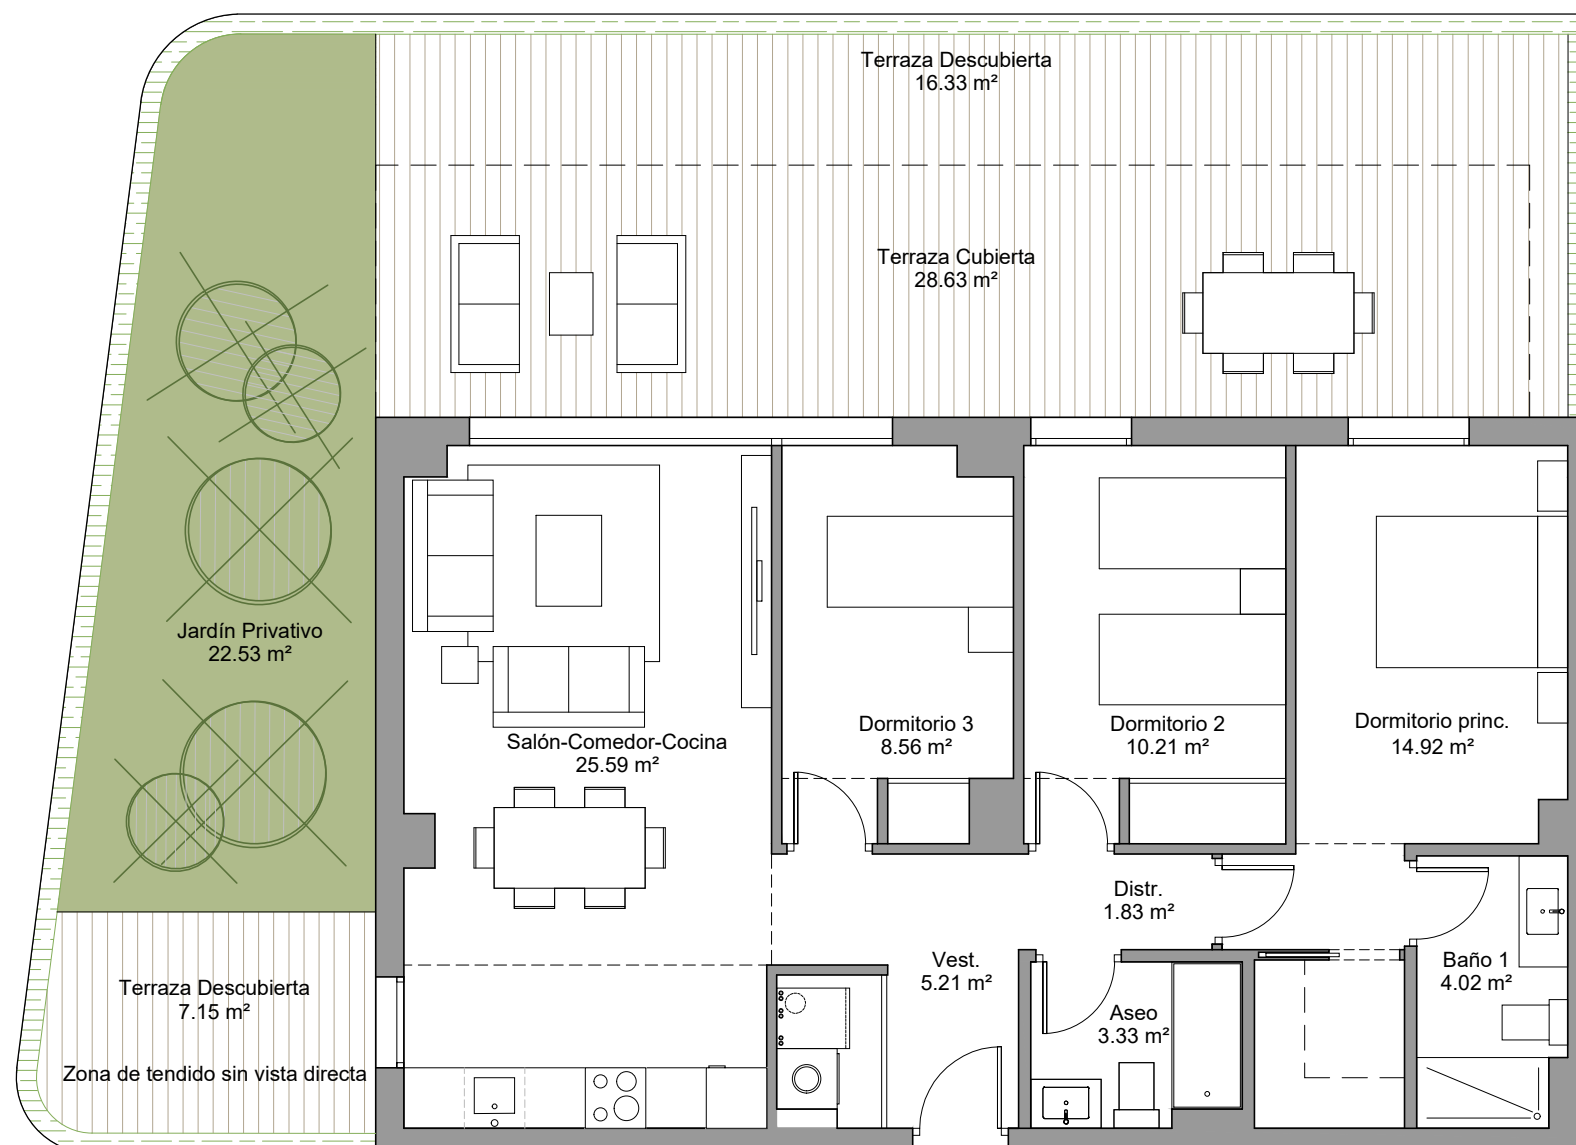 Terraza Descubierta
16.33 m²
Terraza Cubierta
28.63 m²
Jardín Privativo
22.53 m²
Salón-Comedor-Cocina
25.59 m²
Dormitorio 3
8.56 m²
Dormitorio 2
10.21 m²
Dormitorio princ.
14.92 m²
Distr.
1.83 m²
Vest.
5.21 m²
Baño 1
4.02 m²
Aseo
3.33 m²
Terraza Descubierta
7.15 m²
Zona de tendido sin vista directa